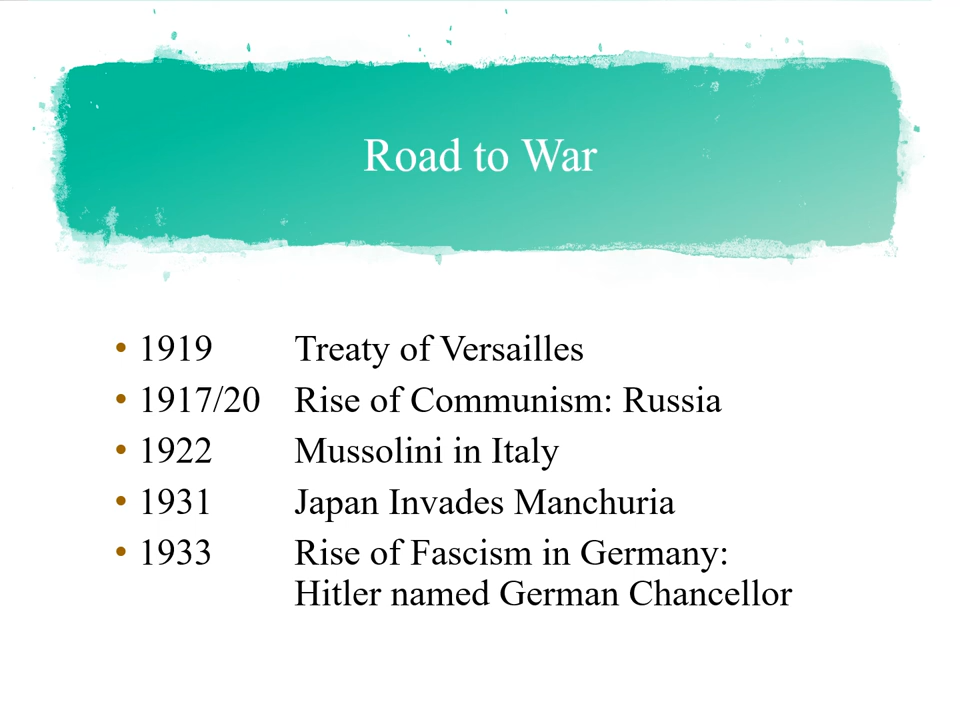 Road to War
• 1919 Treaty of Versailles
• 1917/20 Rise of Communism: Russia
• 1922 Mussolini in Italy
• 1931 Japan Invades Manchuria
• 1933 Rise of Fascism in Germany:
Hitler named German Chancellor